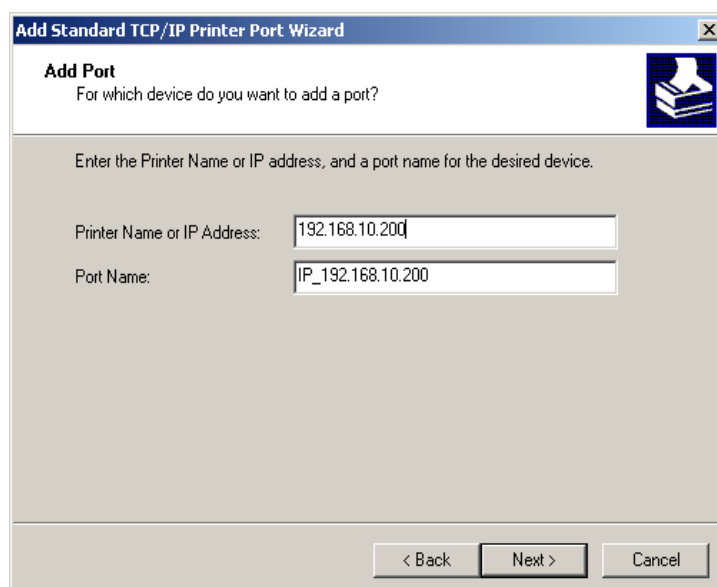 Add Standard TCP/IP Printer Port Wizard
Add Port
For which device do you want to add a port?
Enter the Printer Name or IP address, and a port name for the desired device.
Printer Name or IP Address: 192.168.10.200
Port Name: IP_192.168.10.200
< Back Next > Cancel